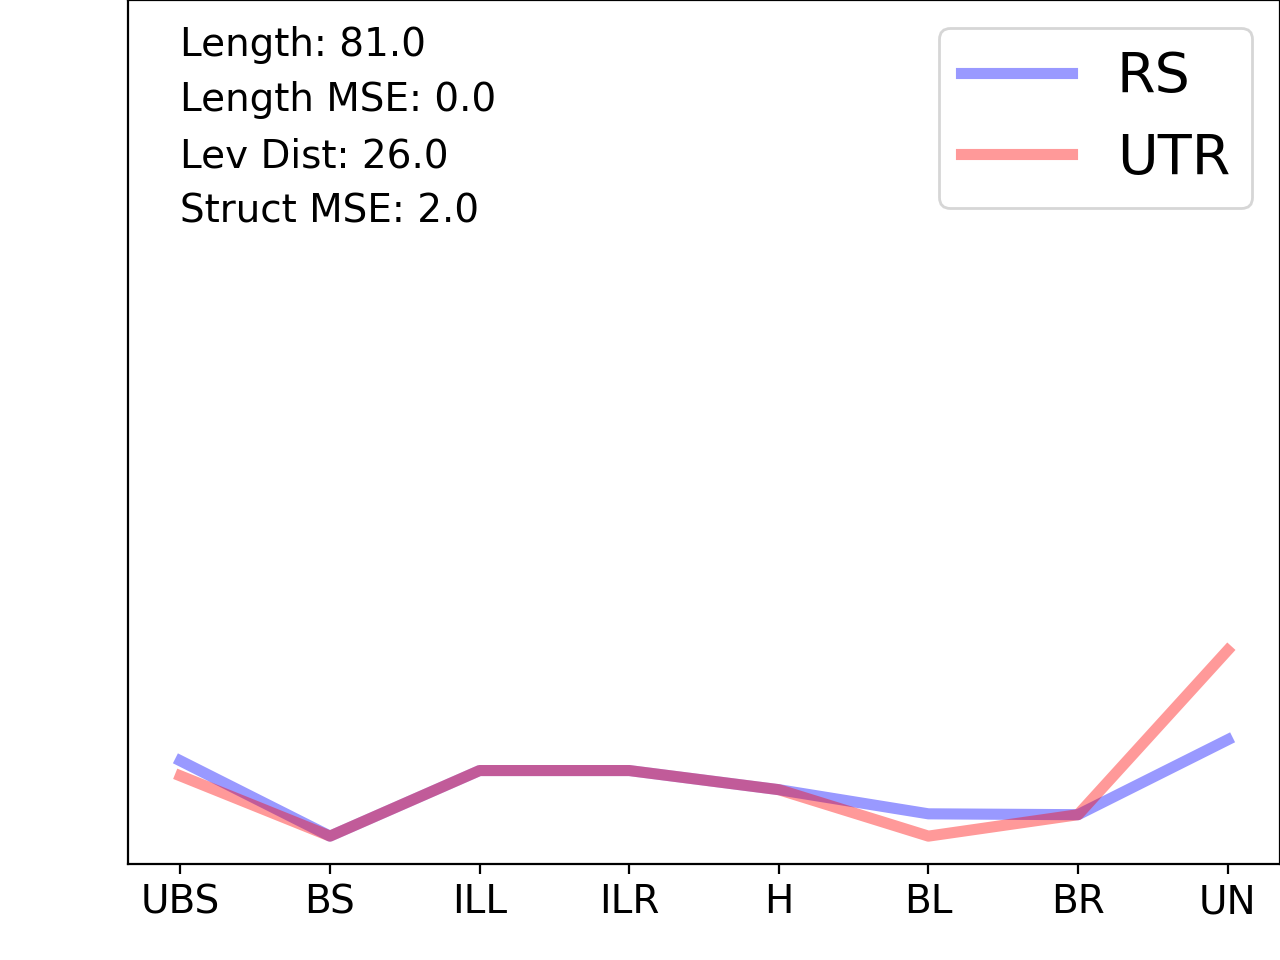 Length: 81.0
Length MSE: 0.0
Lev Dist: 26.0
Struct MSE: 2.0
RS
UTR
UBS BS ILL ILR H BL BR UN